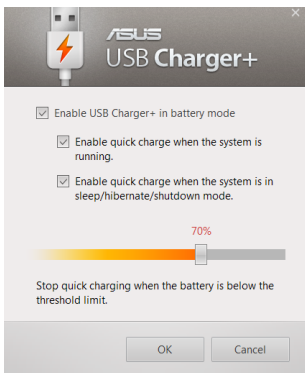 ASUS
USB Charger+
Enable USB Charger+ in battery mode
Enable quick charge when the system is
running.
Enable quick charge when the system is in
sleep/hibernate/shutdown mode.
70%
Stop quick charging when the battery is below the
threshold limit.
OK Cancel